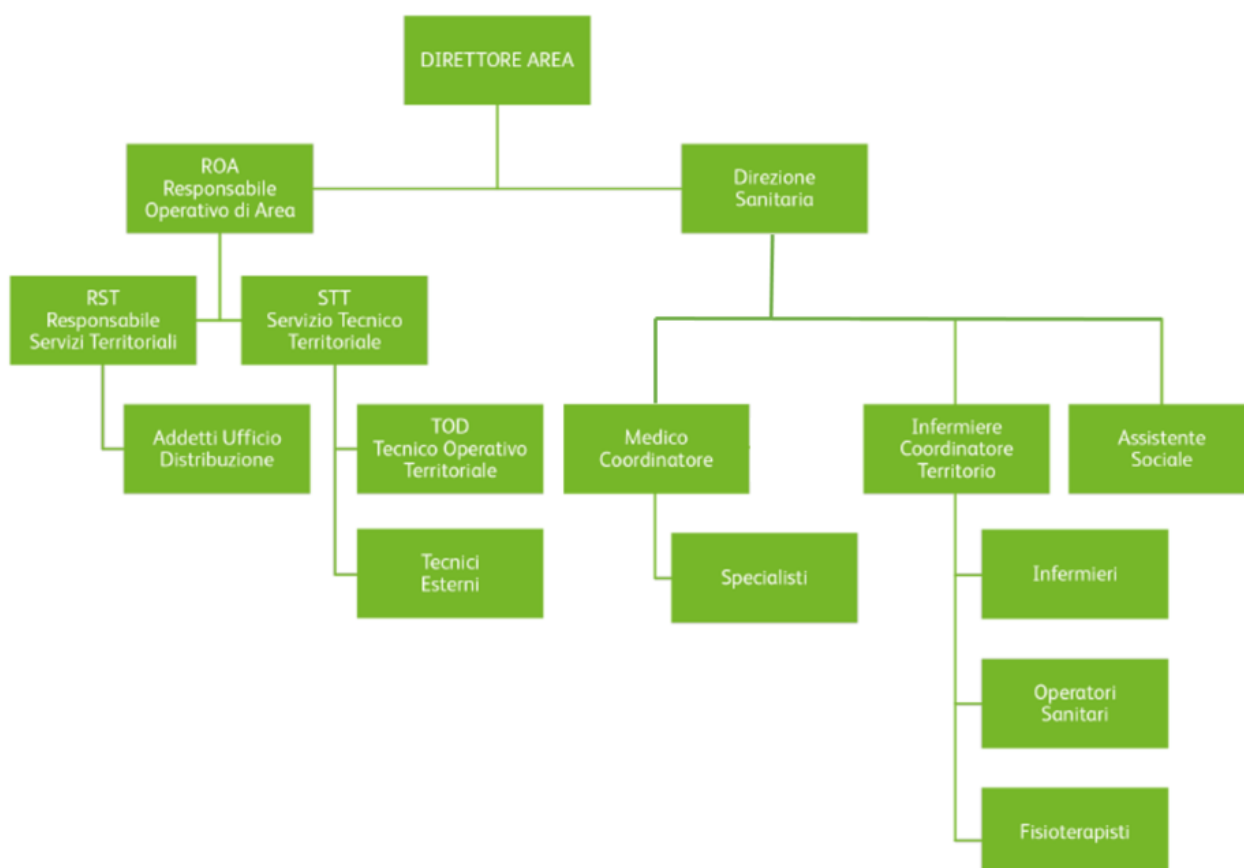 DIRETTORE AREA
ROA
Responsabile
Operativo di Area
Direzione
Sanitaria
RST
Responsabile
Servizi Territoriali
STT
Servizio Tecnico
Territoriale
Addetti Ufficio
Distribuzione
TOD
Tecnico Operativo
Territoriale
Medico
Coordinatore
Infermiere
Coordinatore
Territorio
Assistente
Sociale
Tecnici
Esterni
Specialisti
Infermieri
Operatori
Sanitari
Fisioterapisti